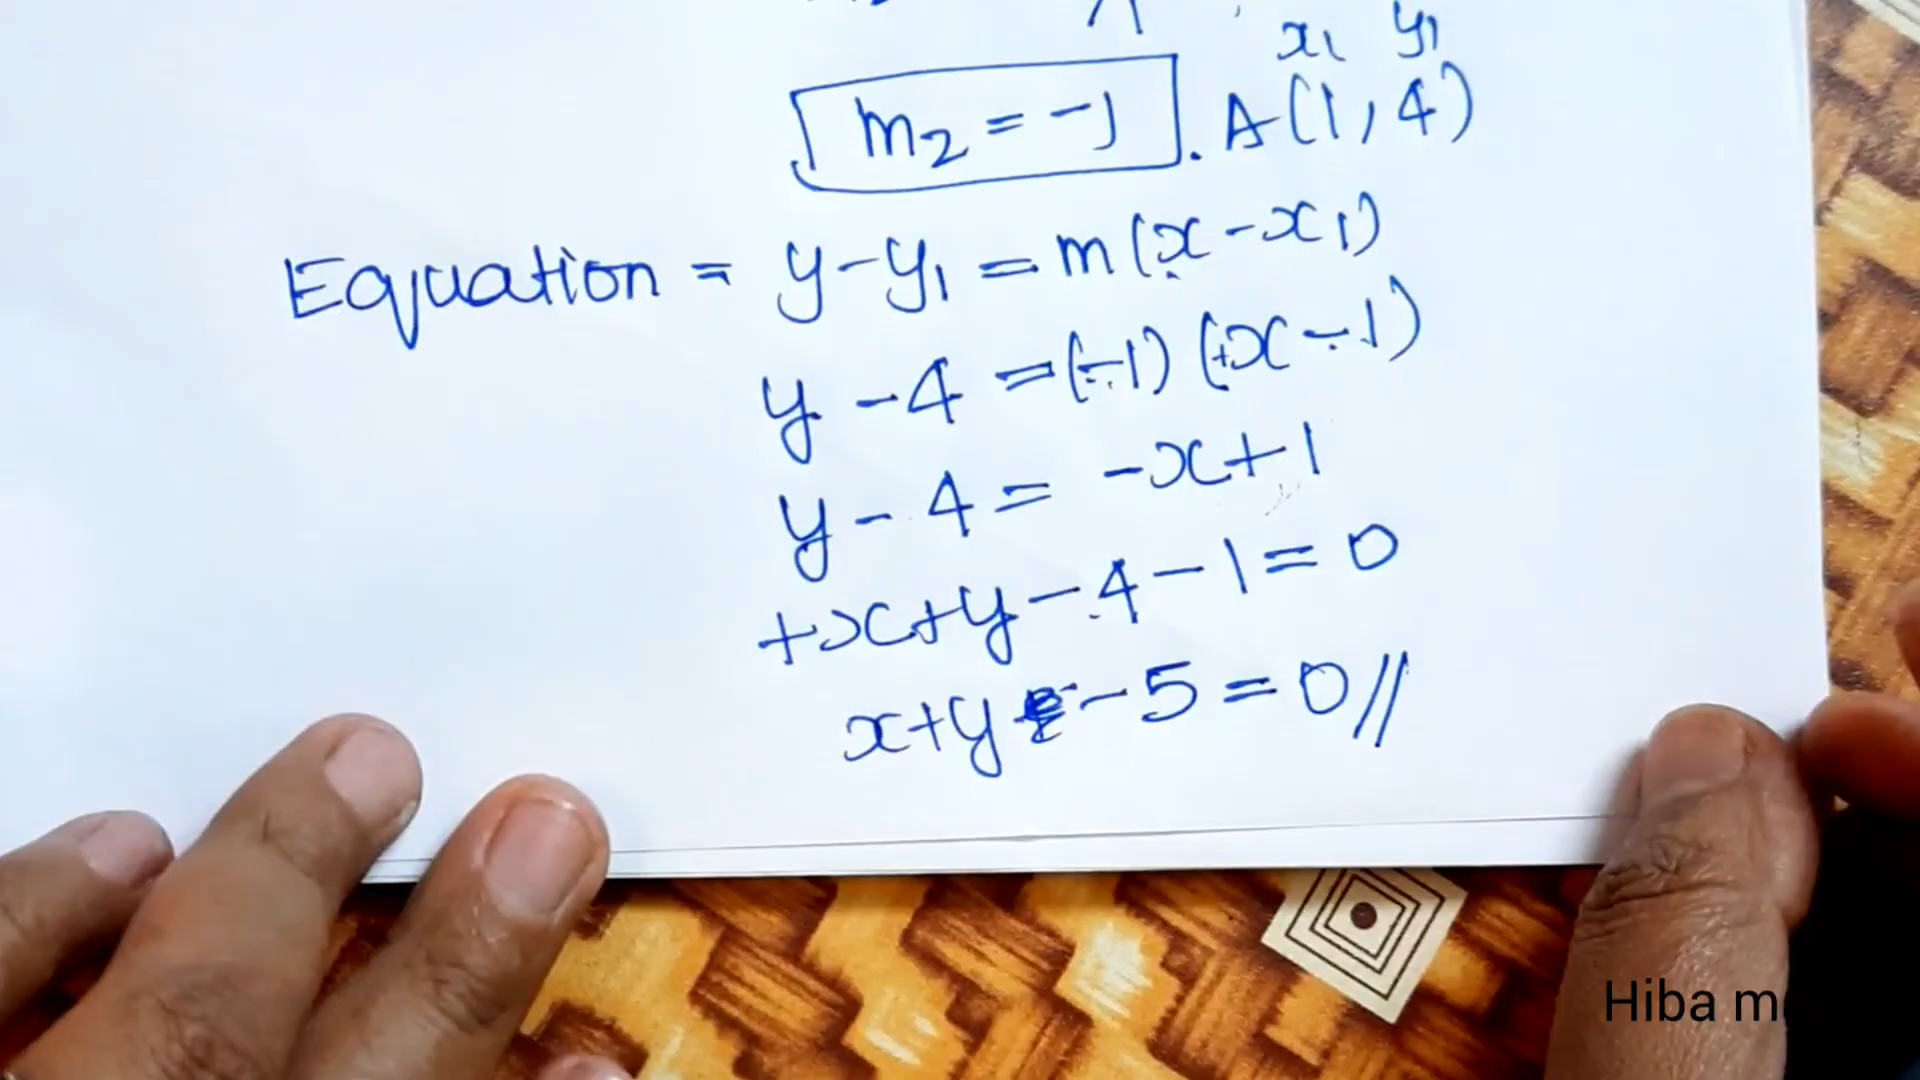 x1 y1
m2 = -1 . A(1, 4)
Equation = y-y1 = m(x-x1)
y -4 = (-1) (+x-1)
y - 4 = -x+1
+x+y-4-1=0
x+y -5=0//
Hiba m